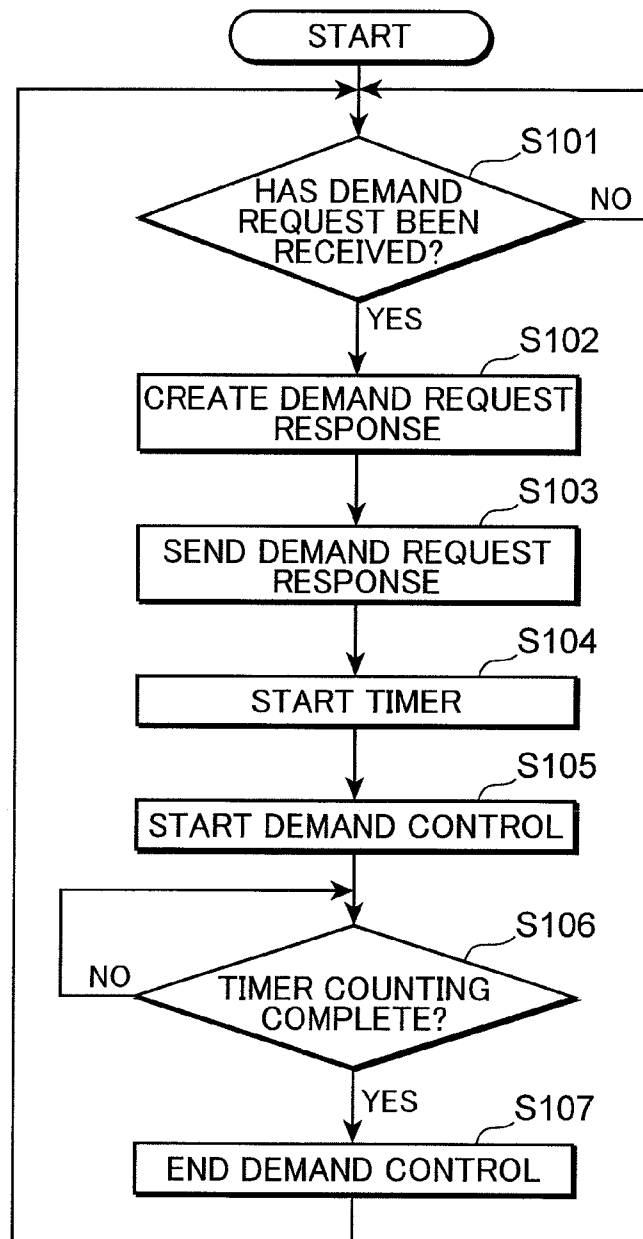 START
S101
HAS DEMAND
REQUEST BEEN
RECEIVED?
NO
YES
S102
CREATE DEMAND REQUEST
RESPONSE
S103
SEND DEMAND REQUEST
RESPONSE
S104
START TIMER
S105
START DEMAND CONTROL
S106
NO
TIMER COUNTING
COMPLETE?
YES
S107
END DEMAND CONTROL